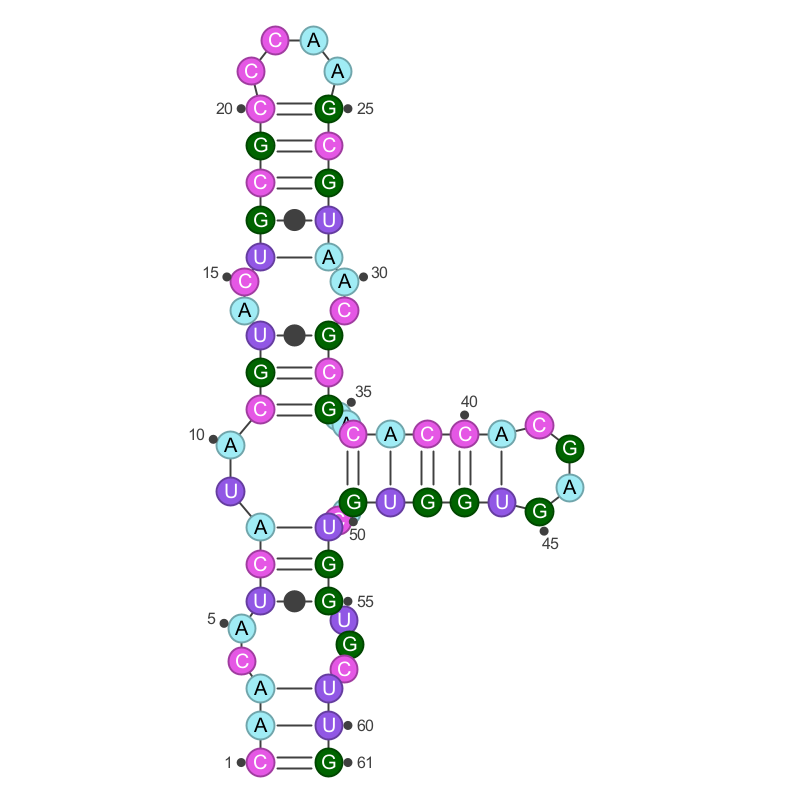 C A
C A
20 C G 25
G C
C G
G U
U A
15 C A 30
A C
U G
G C
35
C G 40
10 A C A C C A C
G
U A
G U G G U G
A U 50 45
C G
U G 55
5 A U
G
C C
A U
A U 60
1 C G 61